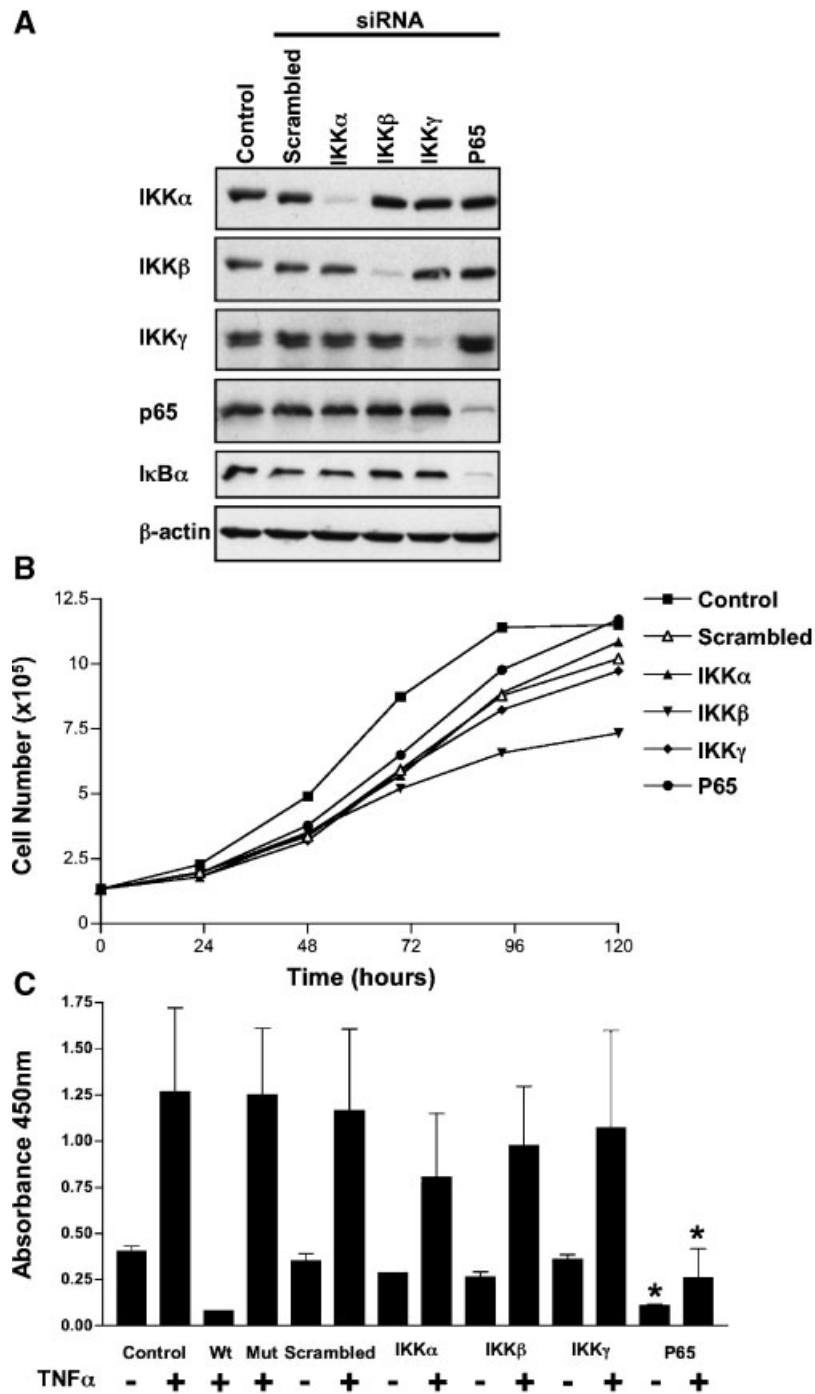 A
siRNA
Control
Scrambled
IKKα
IKKβ
IKKγ
P65
IKKα
IKKβ
IKKγ
p65
IκBα
β-actin
B
12.5
10
7.5
5
2.5
0
Cell Number (x10⁵)
0 24 48 72 96 120
Time (hours)
Control
Scrambled
IKKα
IKKβ
IKKγ
P65
C
1.75
1.50
1.25
1.00
0.75
0.50
0.25
0.00
Absorbance 450nm
* *
Control Wt Mut Scrambled IKKα IKKβ IKKγ P65
TNFα - + + + - + - + - + - + - +